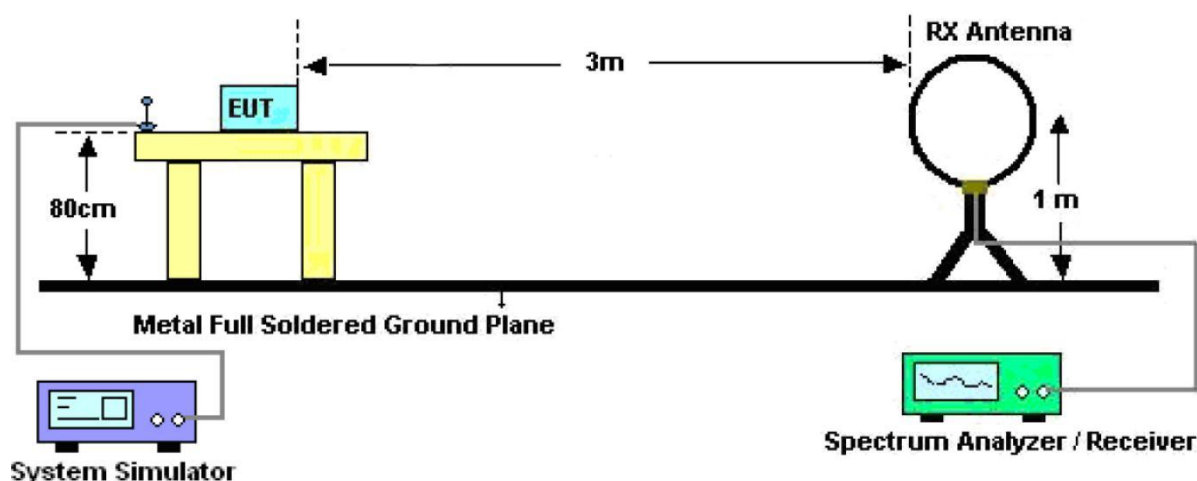 RX Antenna
3m
EUT
80cm
1 m
Metal Full Soldered Ground Plane
Spectrum Analyzer / Receiver
System Simulator